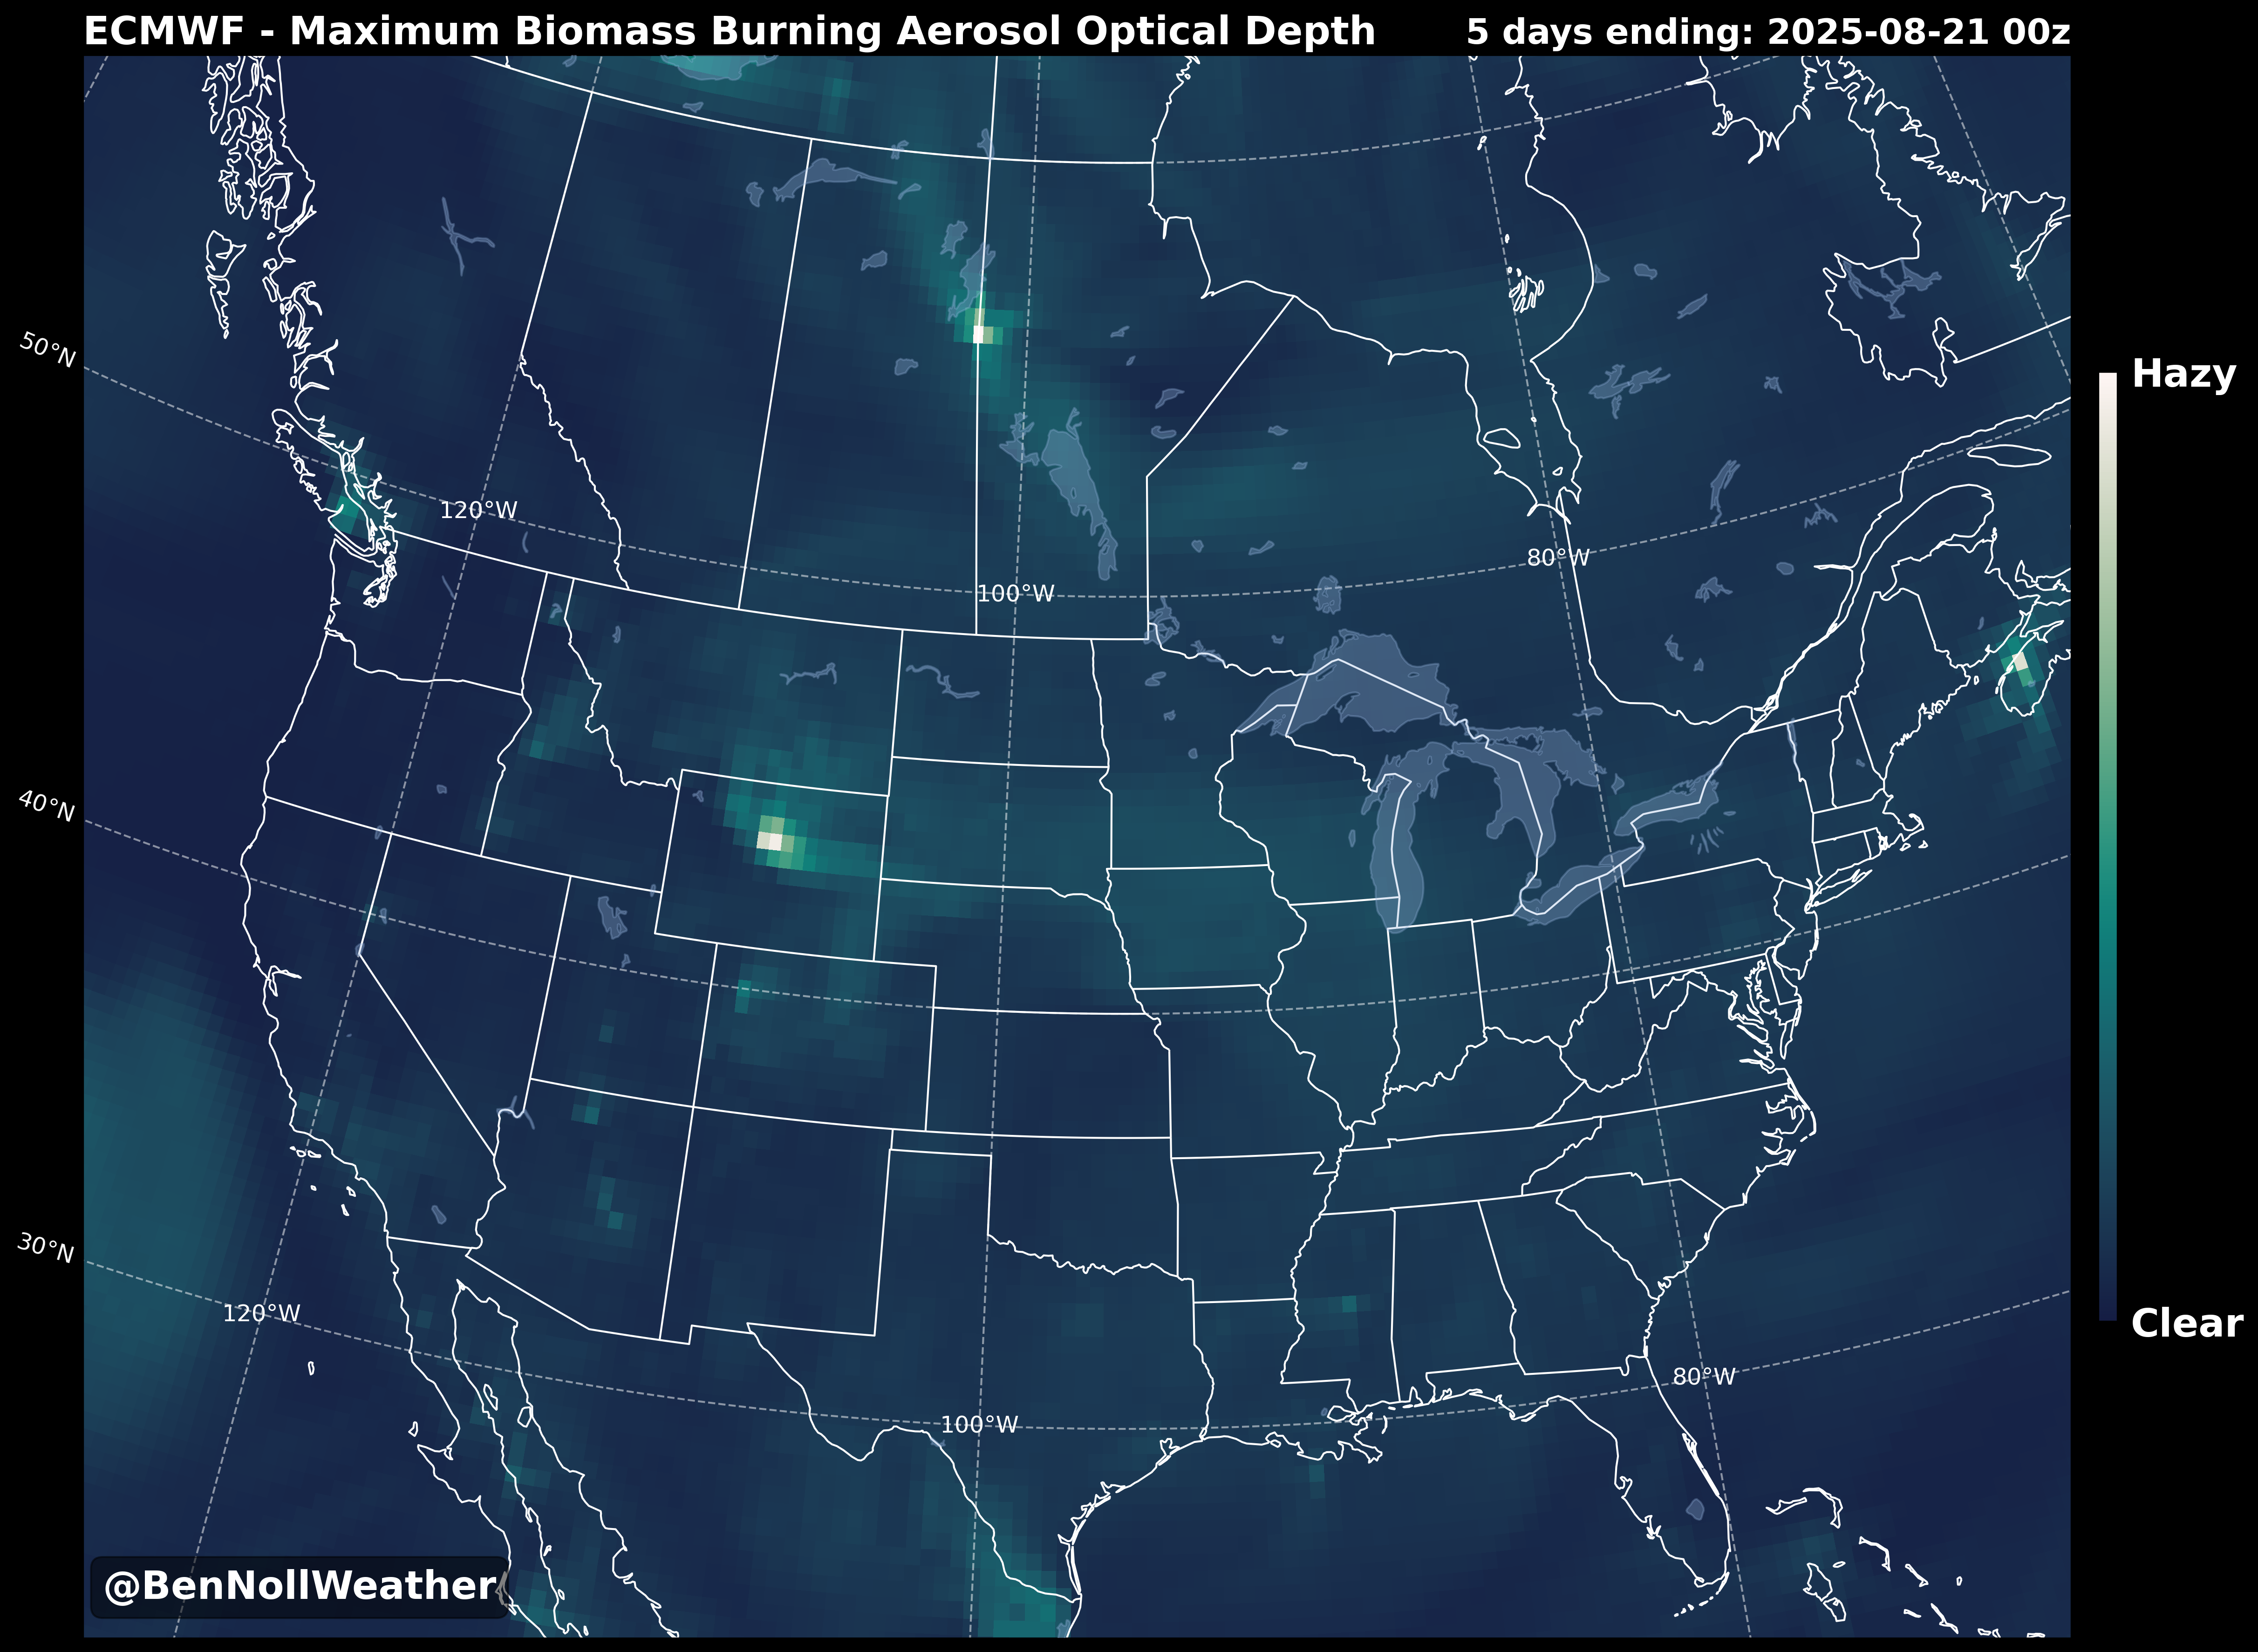 ECMWF - Maximum Biomass Burning Aerosol Optical Depth
5 days ending: 2025-08-21 00z
50°N
Hazy
120°W
80°W
100°W
40°N
30°N
120°W
Clear
80°W
100°W
@BenNollWeather